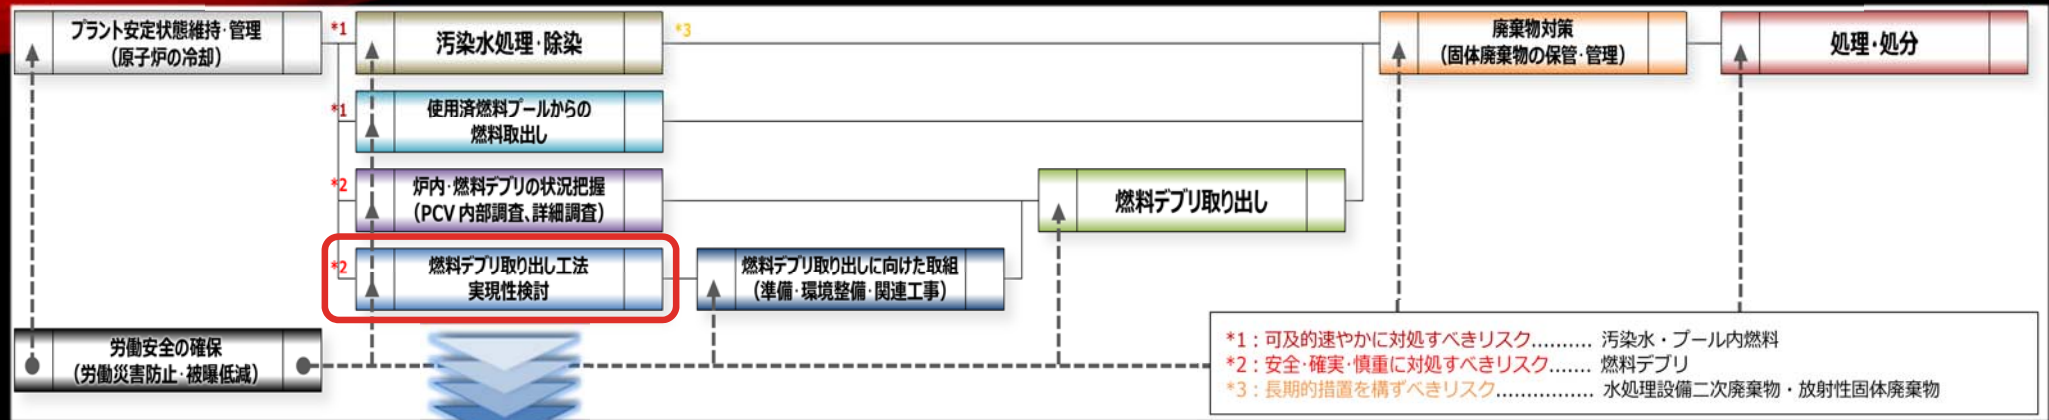 プラント安定状態維持･管理
(原子炉の冷却)
*1
汚染水処理･除染
*3
廃棄物対策
(固体廃棄物の保管･管理)
処理･処分
*1
使用済燃料プールからの
燃料取出し
*2
炉内･燃料デブリの状況把握
(PCV 内部調査、詳細調査)
燃料デブリ取り出し
*2
燃料デブリ取り出し工法
実現性検討
燃料デブリ取り出しに向けた取組
(準備･環境整備･関連工事)
労働安全の確保
(労働災害防止･被曝低減)
*1：可及的速やかに対処すべきリスク.......... 汚染水・プール内燃料
*2：安全･確実･慎重に対処すべきリスク....... 燃料デブリ
*3：長期的措置を構ずべきリスク................ 水処理設備二次廃棄物・放射性固体廃棄物